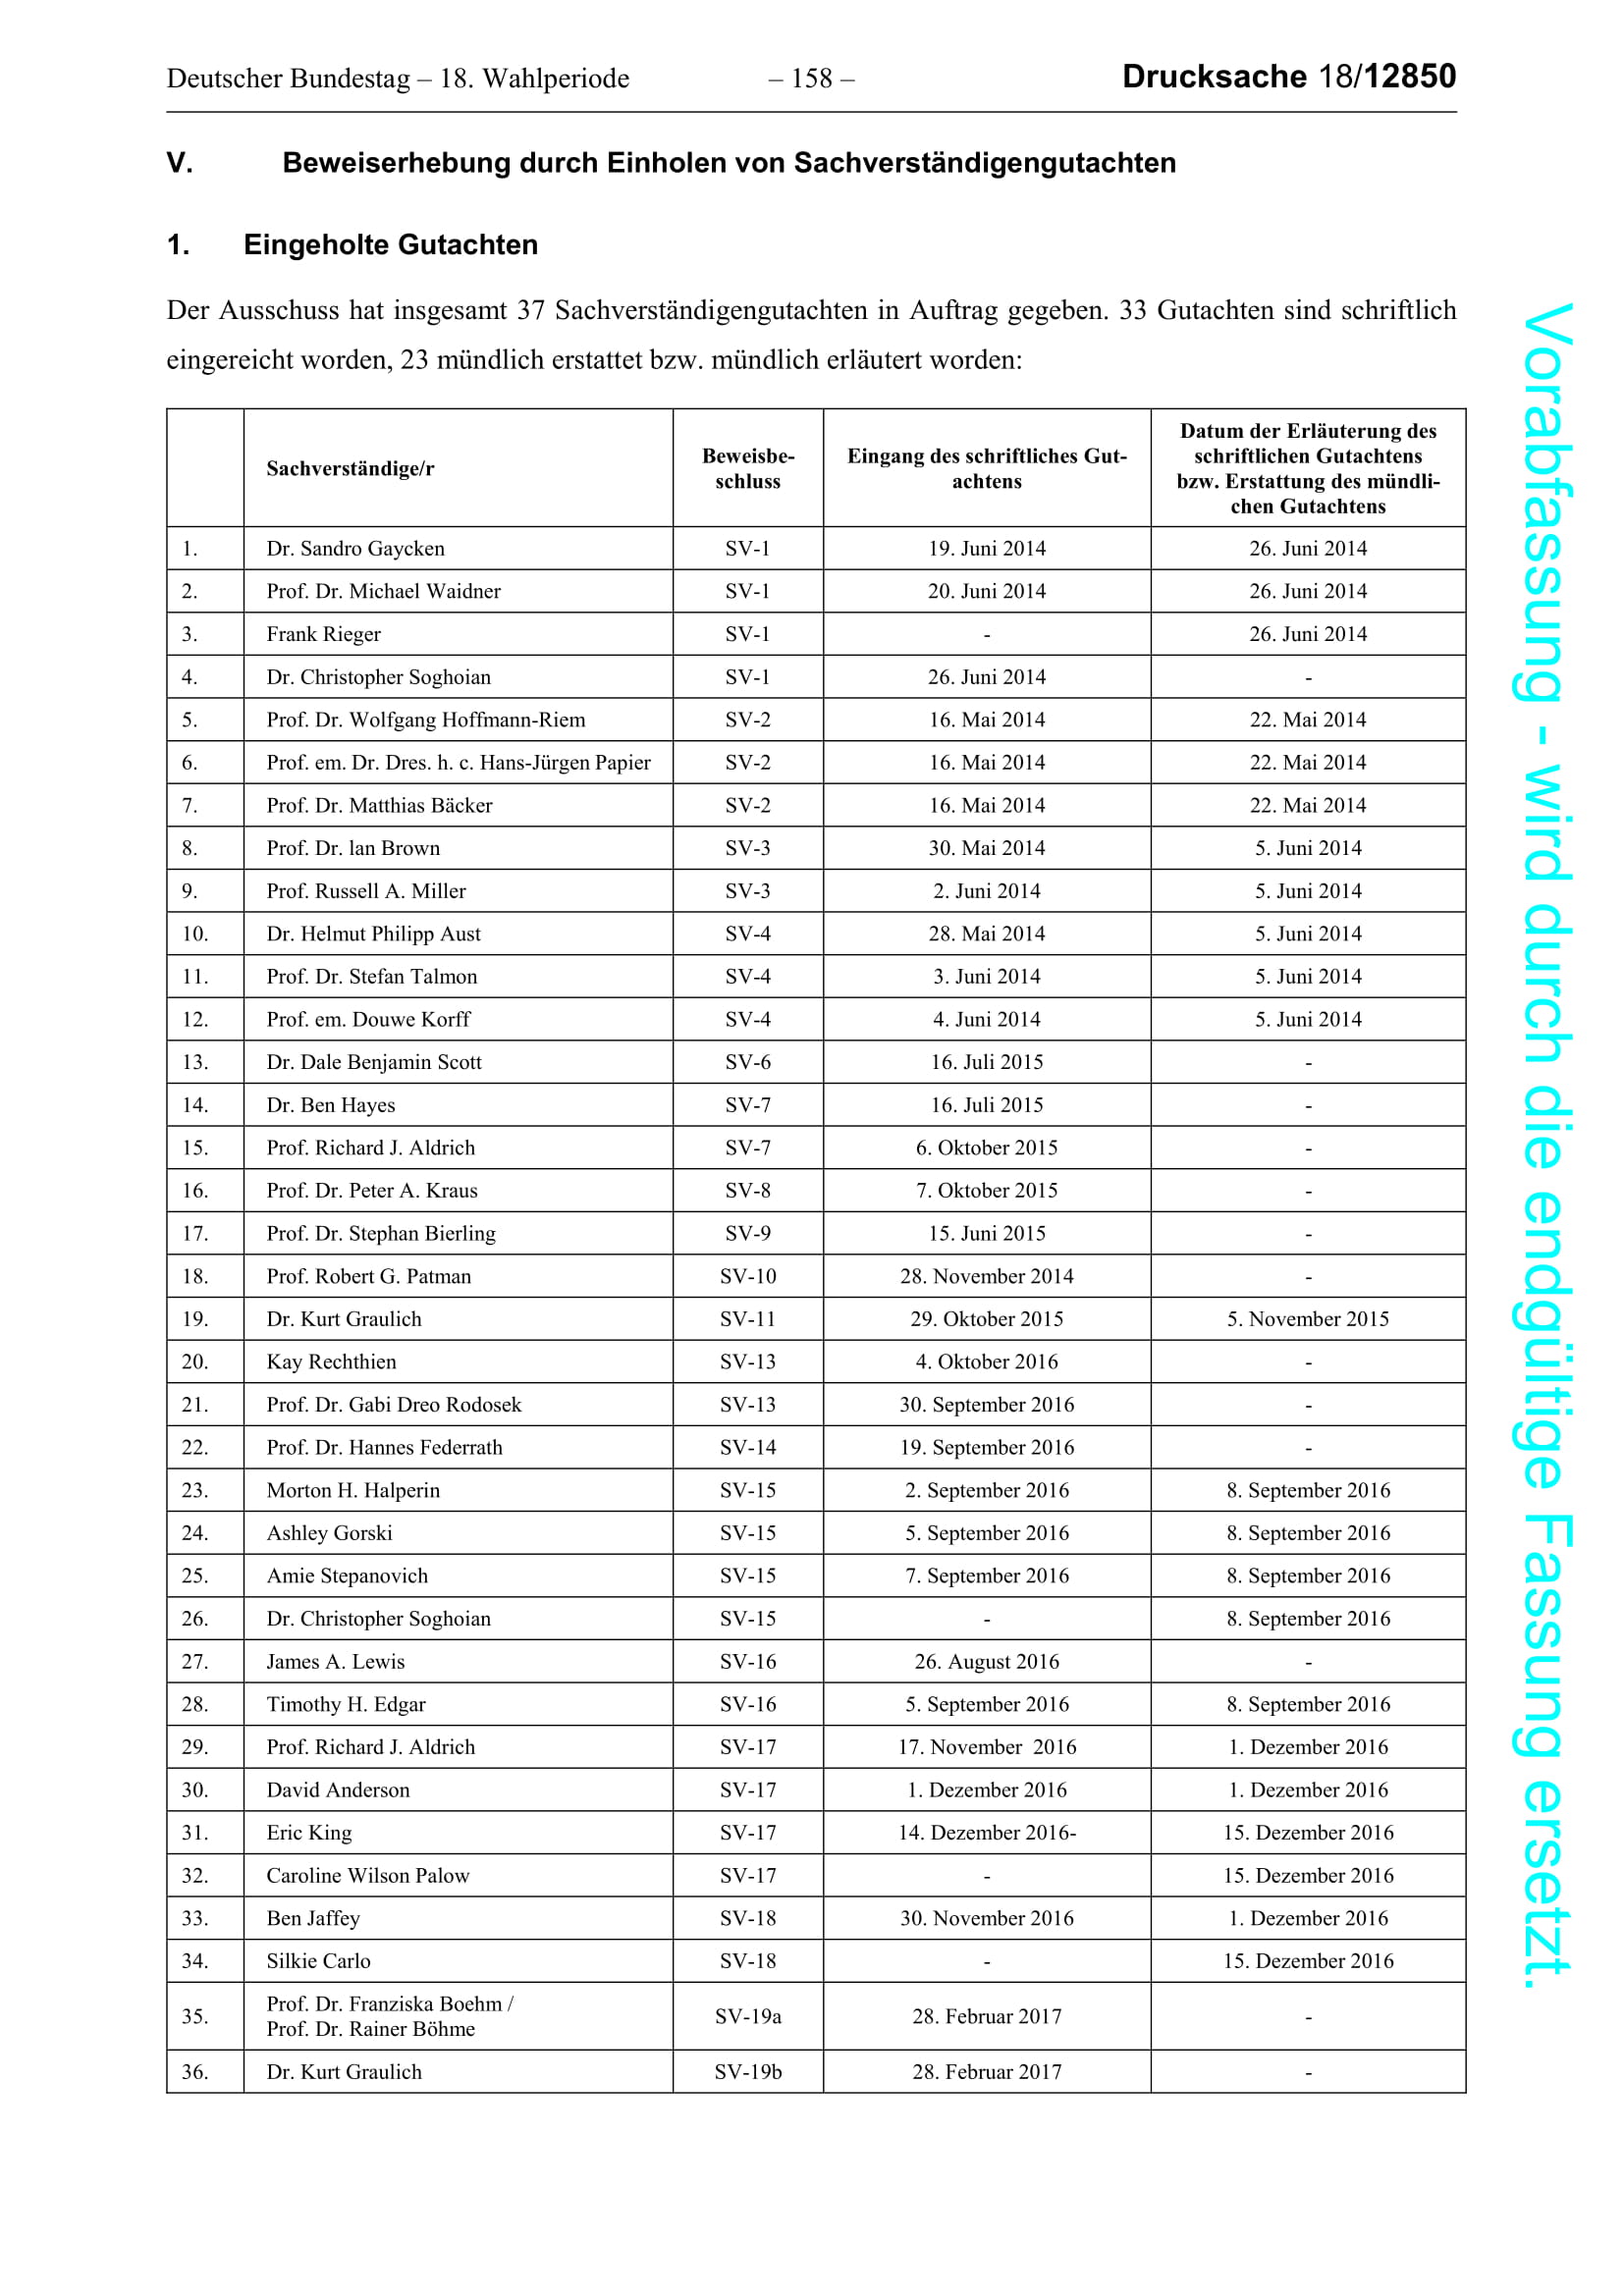 Deutscher Bundestag – 18. Wahlperiode – 158 – Drucksache 18/12850
V. Beweiserhebung durch Einholen von Sachverständigengutachten
1. Eingeholte Gutachten
Der Ausschuss hat insgesamt 37 Sachverständigengutachten in Auftrag gegeben. 33 Gutachten sind schriftlich
eingereicht worden, 23 mündlich erstattet bzw. mündlich erläutert worden:
Sachverständige/r
Beweisbe-
schluss
Eingang des schriftliches Gut-
achtens
Datum der Erläuterung des
schriftlichen Gutachtens
bzw. Erstattung des mündli-
chen Gutachtens
1. Dr. Sandro Gaycken SV-1 19. Juni 2014 26. Juni 2014
2. Prof. Dr. Michael Waidner SV-1 20. Juni 2014 26. Juni 2014
3. Frank Rieger SV-1 - 26. Juni 2014
4. Dr. Christopher Soghoian SV-1 26. Juni 2014 -
5. Prof. Dr. Wolfgang Hoffmann-Riem SV-2 16. Mai 2014 22. Mai 2014
6. Prof. em. Dr. Dres. h. c. Hans-Jürgen Papier SV-2 16. Mai 2014 22. Mai 2014
7. Prof. Dr. Matthias Bäcker SV-2 16. Mai 2014 22. Mai 2014
8. Prof. Dr. lan Brown SV-3 30. Mai 2014 5. Juni 2014
9. Prof. Russell A. Miller SV-3 2. Juni 2014 5. Juni 2014
10. Dr. Helmut Philipp Aust SV-4 28. Mai 2014 5. Juni 2014
11. Prof. Dr. Stefan Talmon SV-4 3. Juni 2014 5. Juni 2014
12. Prof. em. Douwe Korff SV-4 4. Juni 2014 5. Juni 2014
13. Dr. Dale Benjamin Scott SV-6 16. Juli 2015 -
14. Dr. Ben Hayes SV-7 16. Juli 2015 -
15. Prof. Richard J. Aldrich SV-7 6. Oktober 2015 -
16. Prof. Dr. Peter A. Kraus SV-8 7. Oktober 2015 -
17. Prof. Dr. Stephan Bierling SV-9 15. Juni 2015 -
18. Prof. Robert G. Patman SV-10 28. November 2014 -
19. Dr. Kurt Graulich SV-11 29. Oktober 2015 5. November 2015
20. Kay Rechthien SV-13 4. Oktober 2016 -
21. Prof. Dr. Gabi Dreo Rodosek SV-13 30. September 2016 -
22. Prof. Dr. Hannes Federrath SV-14 19. September 2016 -
23. Morton H. Halperin SV-15 2. September 2016 8. September 2016
24. Ashley Gorski SV-15 5. September 2016 8. September 2016
25. Amie Stepanovich SV-15 7. September 2016 8. September 2016
26. Dr. Christopher Soghoian SV-15 - 8. September 2016
27. James A. Lewis SV-16 26. August 2016 -
28. Timothy H. Edgar SV-16 5. September 2016 8. September 2016
29. Prof. Richard J. Aldrich SV-17 17. November 2016 1. Dezember 2016
30. David Anderson SV-17 1. Dezember 2016 1. Dezember 2016
31. Eric King SV-17 14. Dezember 2016- 15. Dezember 2016
32. Caroline Wilson Palow SV-17 - 15. Dezember 2016
33. Ben Jaffey SV-18 30. November 2016 1. Dezember 2016
34. Silkie Carlo SV-18 - 15. Dezember 2016
35. Prof. Dr. Franziska Boehm /
Prof. Dr. Rainer Böhme SV-19a 28. Februar 2017 -
36. Dr. Kurt Graulich SV-19b 28. Februar 2017 -
Vorabfassung - wird durch die endgültige Fassung ersetzt.